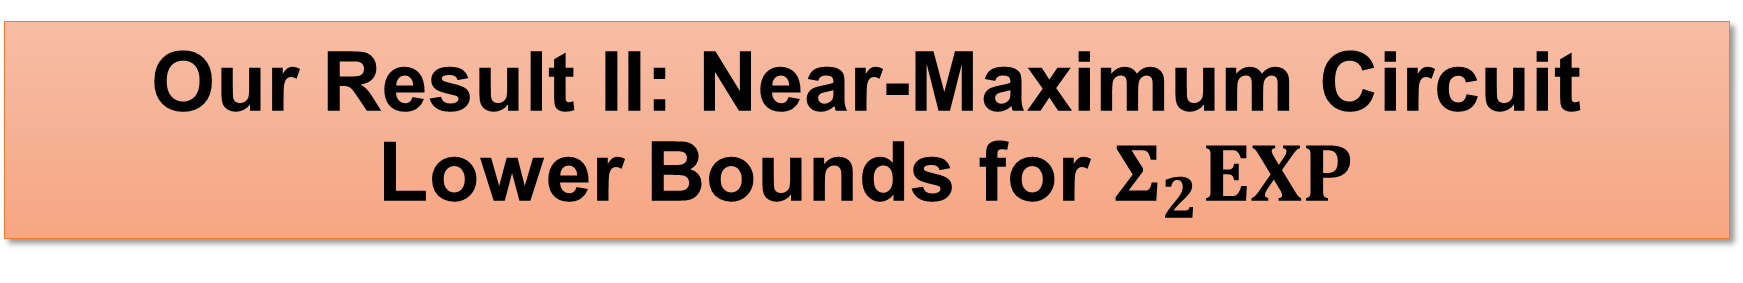 Our Result II: Near-Maximum Circuit
Lower Bounds for Σ₂EXP